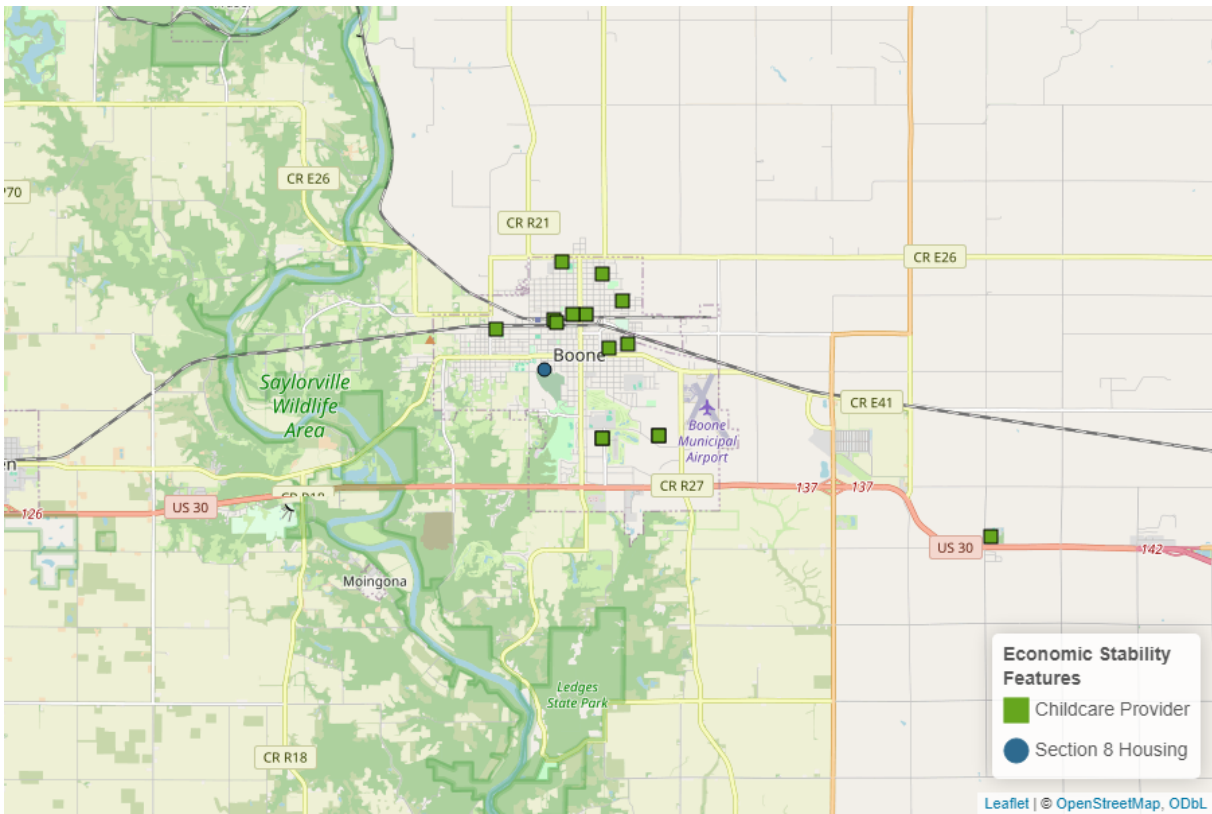 CR E26
CR R21
CR E26
Boone
Saylorville
Wildlife
Area
CR E41
Boone
Municipal
Airport
CR R27
137
137
US 30
126
US 30
142
Moingona
Ledges
State Park
CR R18
Economic Stability
Features
Childcare Provider
Section 8 Housing
Leaflet | © OpenStreetMap, ODbL